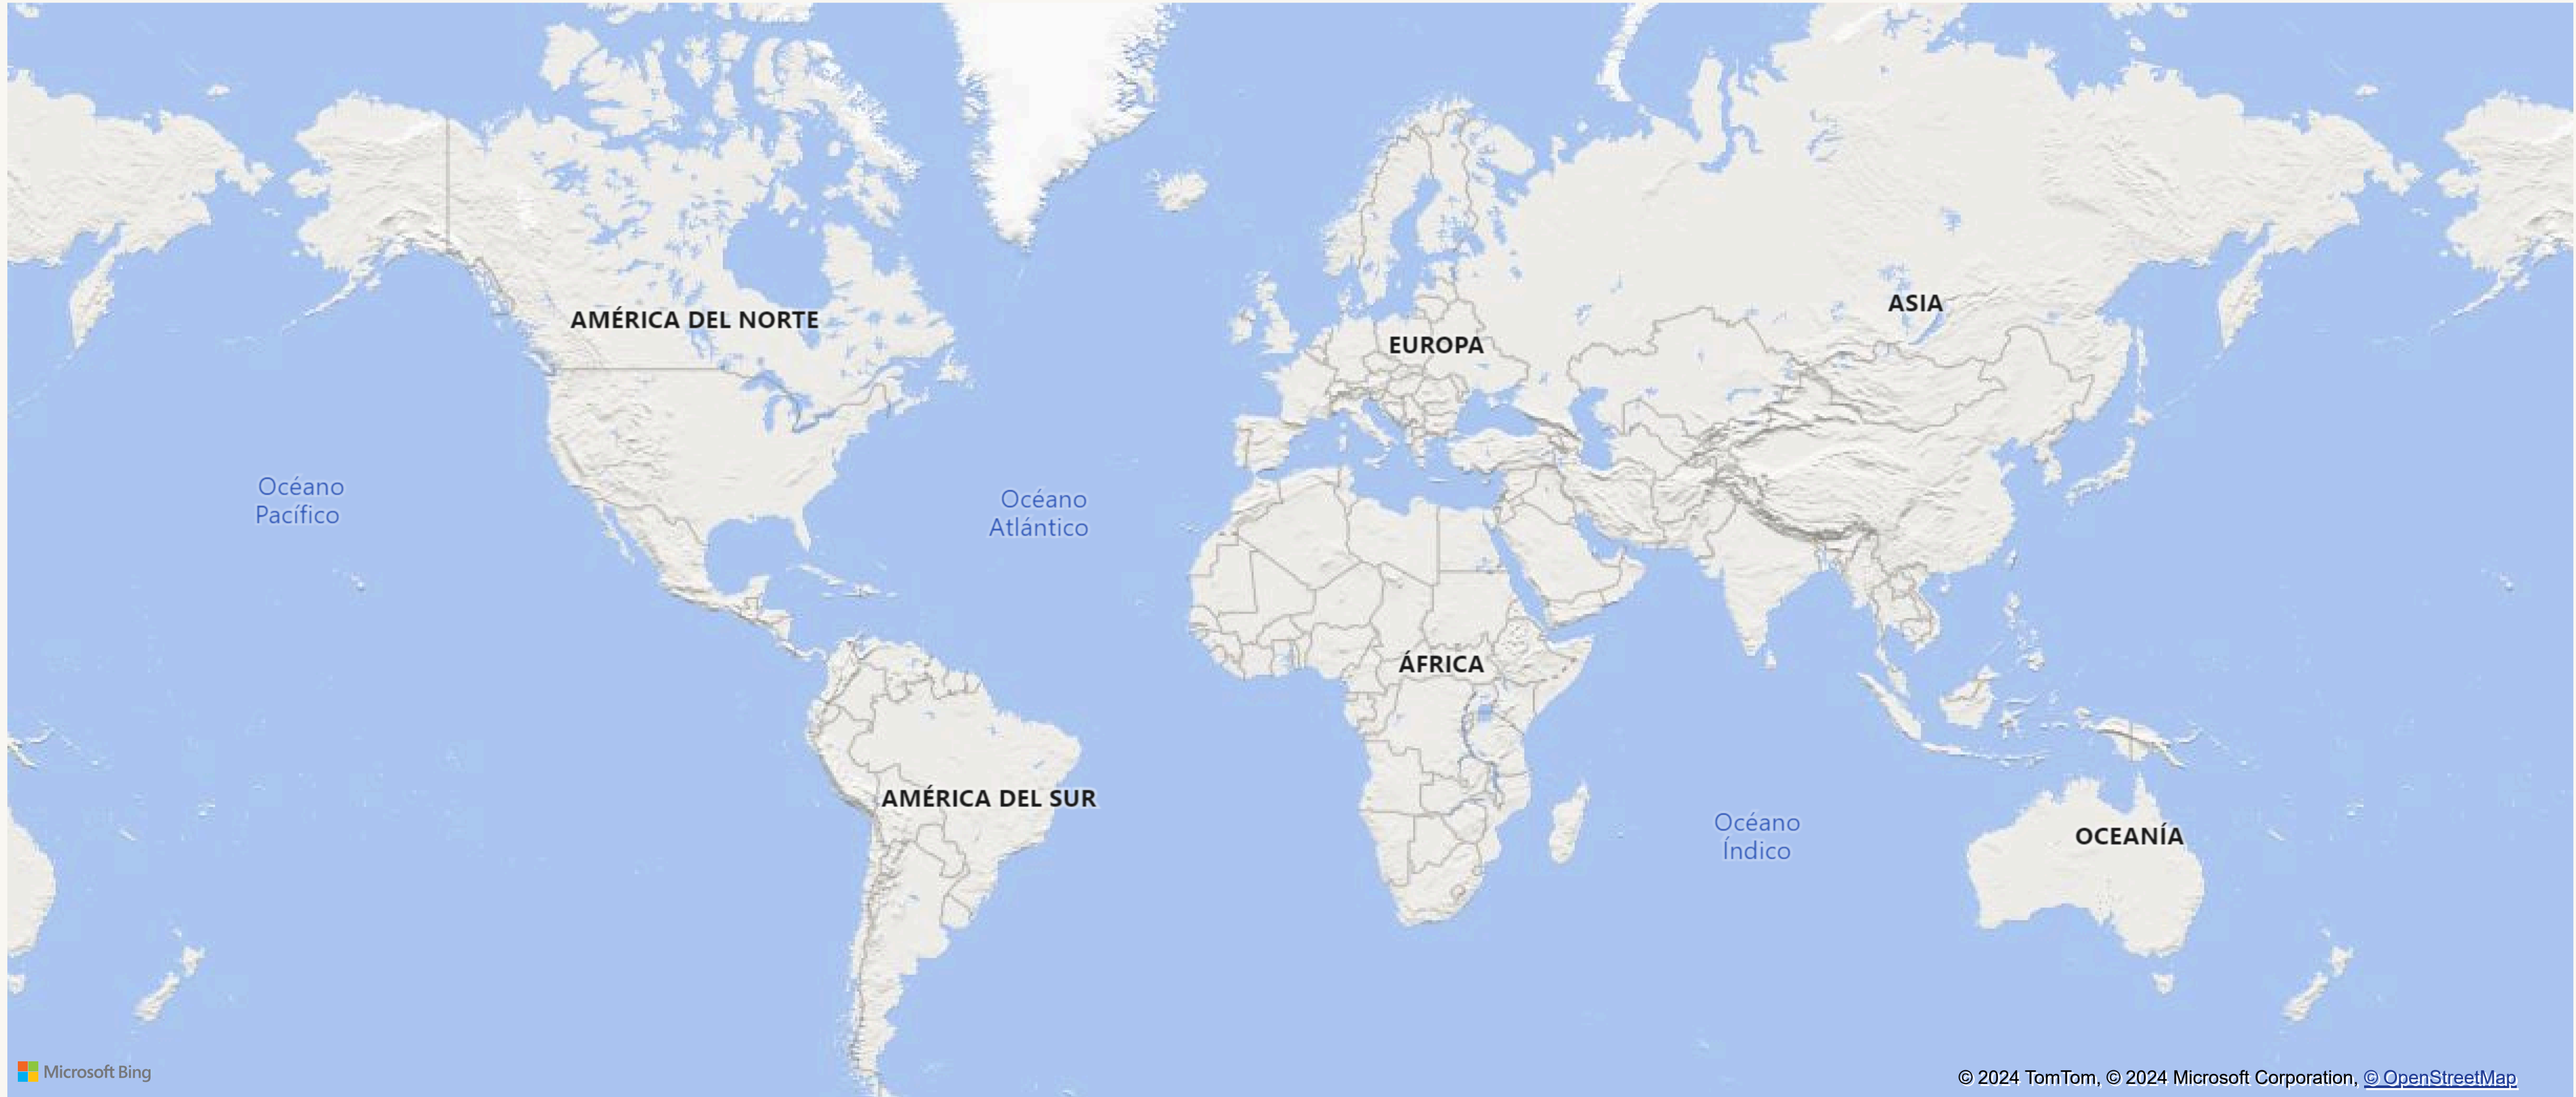 ASIA
AMÉRICA DEL NORTE
EUROPA
Océano
Pacífico
Océano
Atlántico
ÁFRICA
AMÉRICA DEL SUR
Océano
Índico
OCEANÍA
Microsoft Bing
© 2024 TomTom, © 2024 Microsoft Corporation, © OpenStreetMap